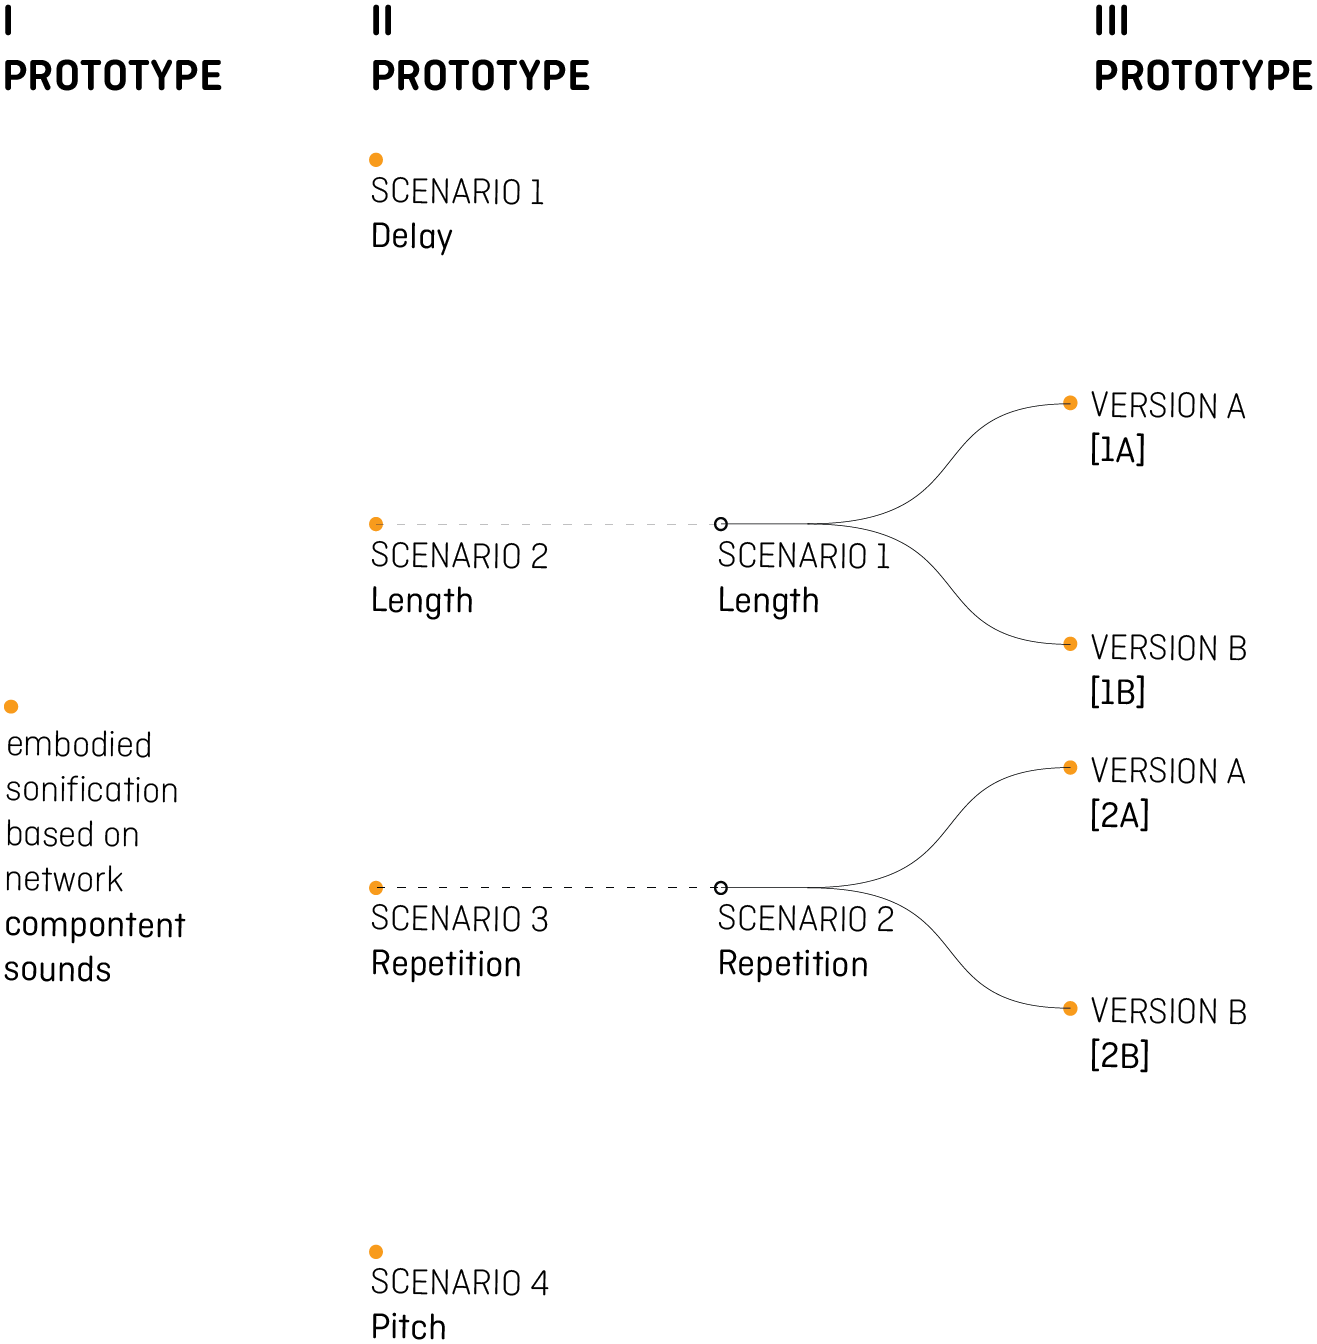 I
PROTOTYPE
II
PROTOTYPE
III
PROTOTYPE
embodied
sonification
based on
network
compontent
sounds
SCENARIO 1
Delay
SCENARIO 2
Length
SCENARIO 3
Repetition
SCENARIO 4
Pitch
SCENARIO 1
Length
SCENARIO 2
Repetition
VERSION A
[1A]
VERSION B
[1B]
VERSION A
[2A]
VERSION B
[2B]